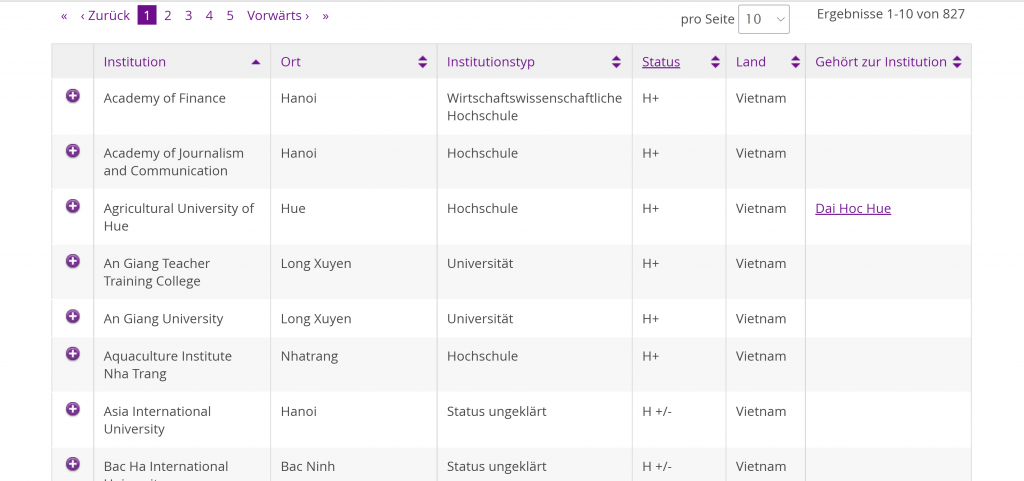 « ‹ Zurück 1 2 3 4 5 Vorwärts › » pro Seite 10 Ergebnisse 1-10 von 827
Institution Ort Institutionstyp Status Land Gehört zur Institution
Academy of Finance Hanoi Wirtschaftswissenschaftliche H+ Vietnam
Hochschule
Academy of Journalism Hanoi Hochschule H+ Vietnam
and Communication
Agricultural University of Hue Hochschule H+ Vietnam Dai Hoc Hue
Hue
An Giang Teacher Long Xuyen Universität H+ Vietnam
Training College
An Giang University Long Xuyen Universität H+ Vietnam
Aquaculture Institute Nhatrang Hochschule H+ Vietnam
Nha Trang
Asia International Hanoi Status ungeklärt H +/- Vietnam
University
Bac Ha International Bac Ninh Status ungeklärt H +/- Vietnam